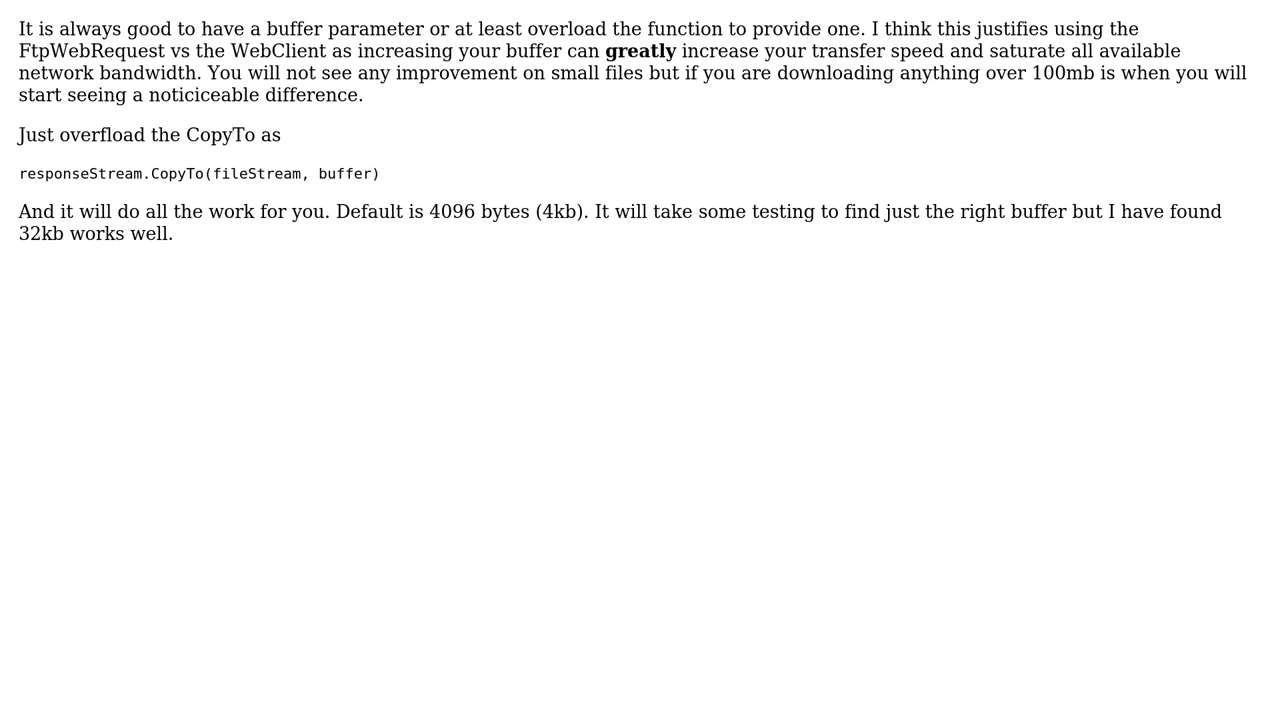 It is always good to have a buffer parameter or at least overload the function to provide one. I think this justifies using the
FtpWebRequest vs the WebClient as increasing your buffer can greatly increase your transfer speed and saturate all available
network bandwidth. You will not see any improvement on small files but if you are downloading anything over 100mb is when you will
start seeing a noticiceable difference.
Just overfload the CopyTo as
responseStream.CopyTo(fileStream, buffer)
And it will do all the work for you. Default is 4096 bytes (4kb). It will take some testing to find just the right buffer but I have found
32kb works well.